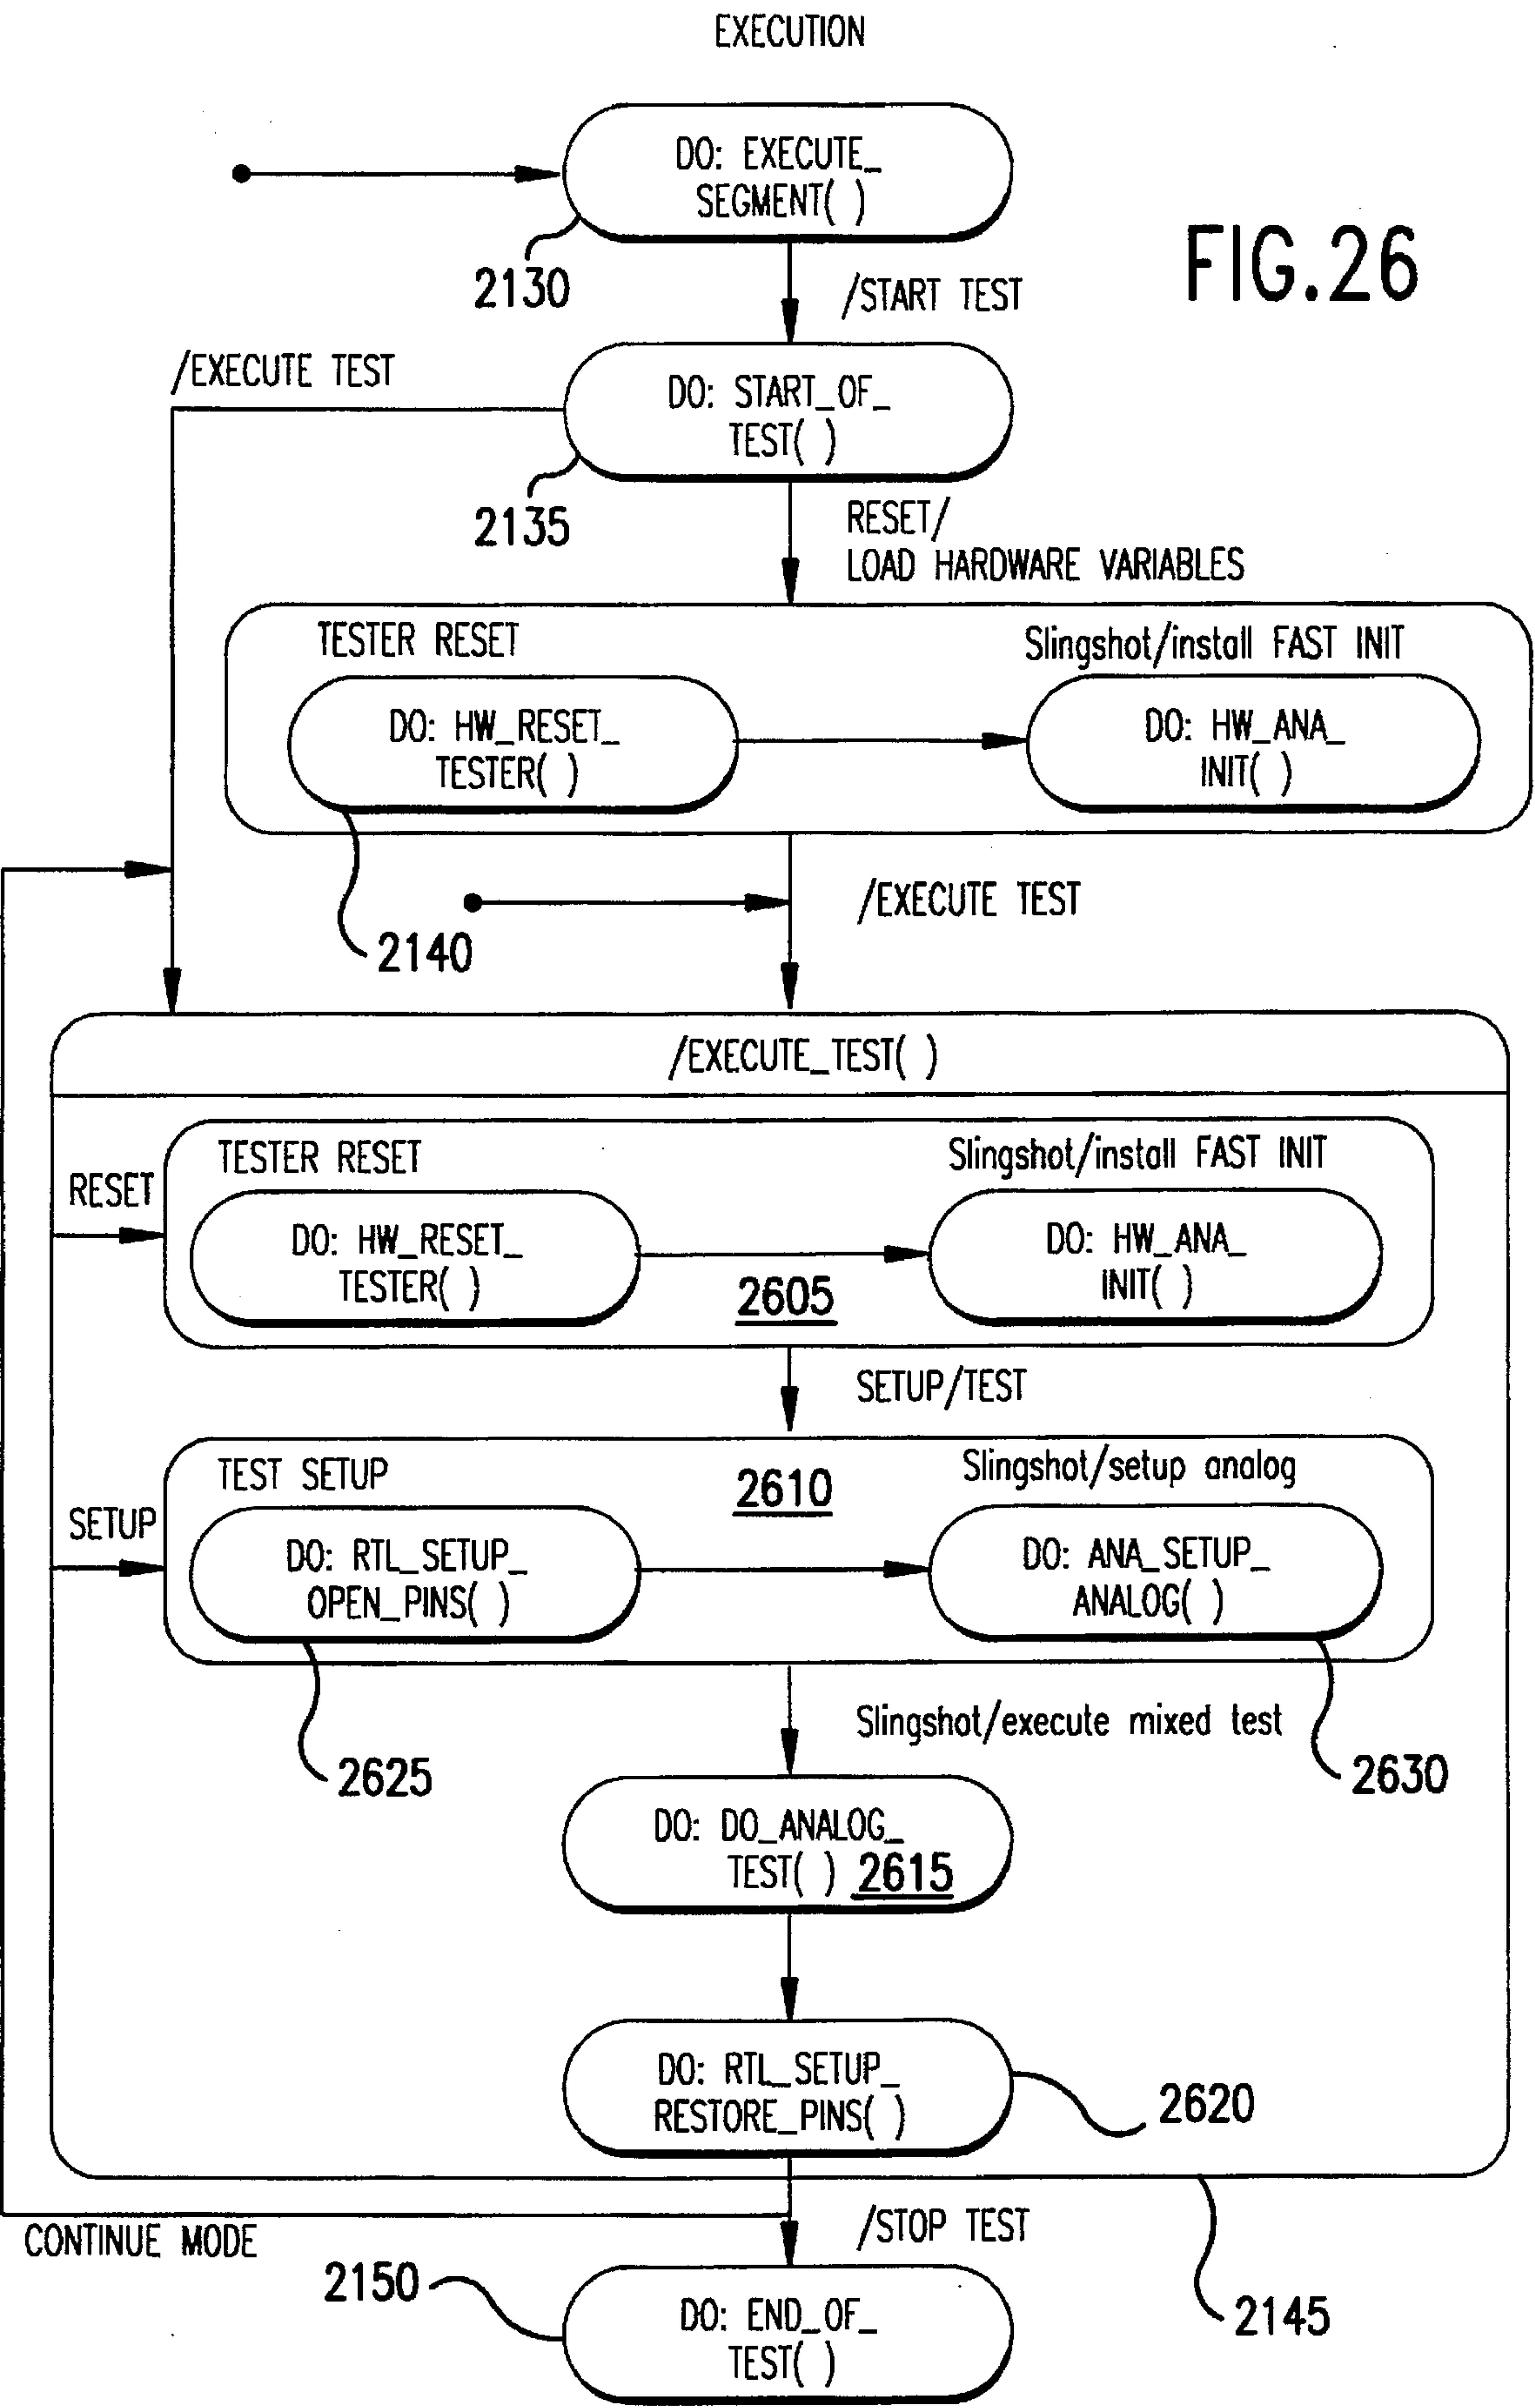 EXECUTION
DO: EXECUTE_
SEGMENT( )
2130
FIG.26
/START TEST
/EXECUTE TEST
DO: START_OF_
TEST( )
2135
RESET/
LOAD HARDWARE VARIABLES
TESTER RESET
Slingshot/install FAST INIT
DO: HW_RESET_
TESTER( )
DO: HW_ANA_
INIT( )
/EXECUTE TEST
2140
/EXECUTE_TEST( )
TESTER RESET
Slingshot/install FAST INIT
RESET
DO: HW_RESET_
TESTER( )
2605
DO: HW_ANA_
INIT( )
SETUP/TEST
TEST SETUP
2610
Slingshot/setup analog
SETUP
DO: RTL_SETUP_
OPEN_PINS( )
DO: ANA_SETUP_
ANALOG( )
Slingshot/execute mixed test
2625
2630
DO: DO_ANALOG_
TEST( ) 2615
DO: RTL_SETUP_
RESTORE_PINS( )
2620
/STOP TEST
CONTINUE MODE
2150
2145
DO: END_OF_
TEST( )